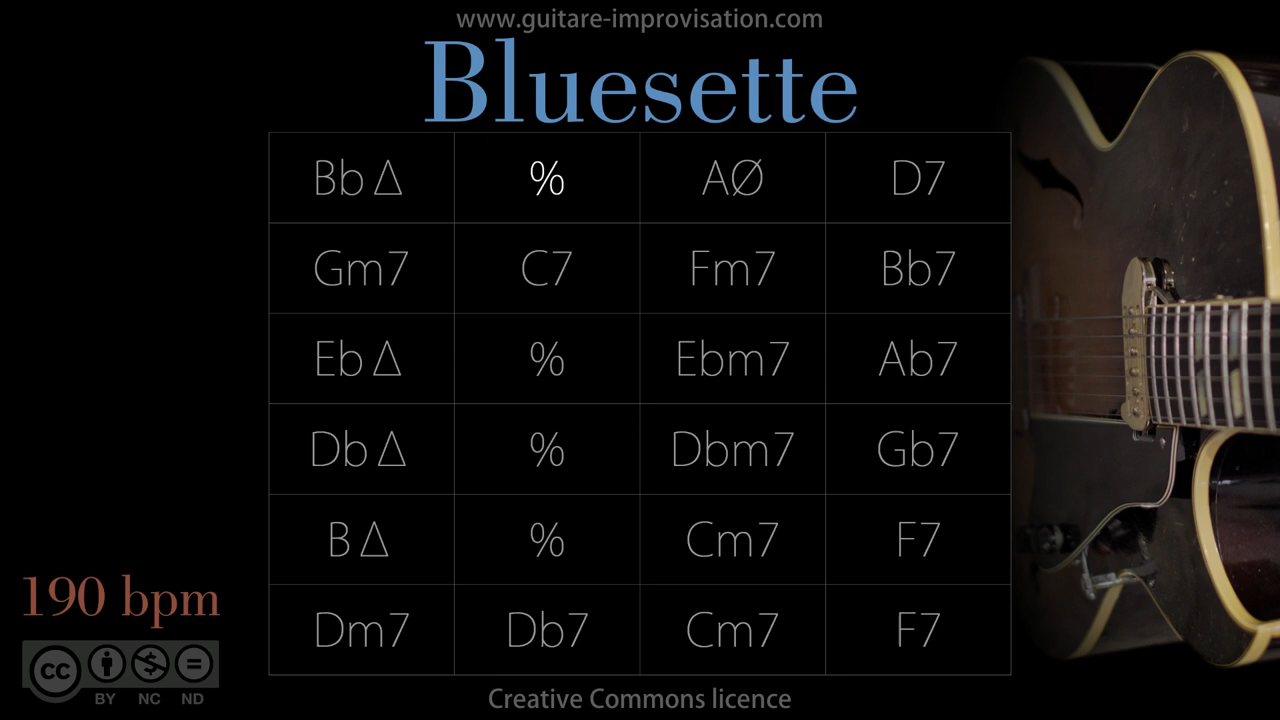 www.guitare-improvisation.com
Bluesette
Bb Δ % AØ D7
Gm7 C7 Fm7 Bb7
Eb Δ % Ebm7 Ab7
Db Δ % Dbm7 Gb7
B Δ % Cm7 F7
Dm7 Db7 Cm7 F7
190 bpm
cc
BY NC ND
Creative Commons licence